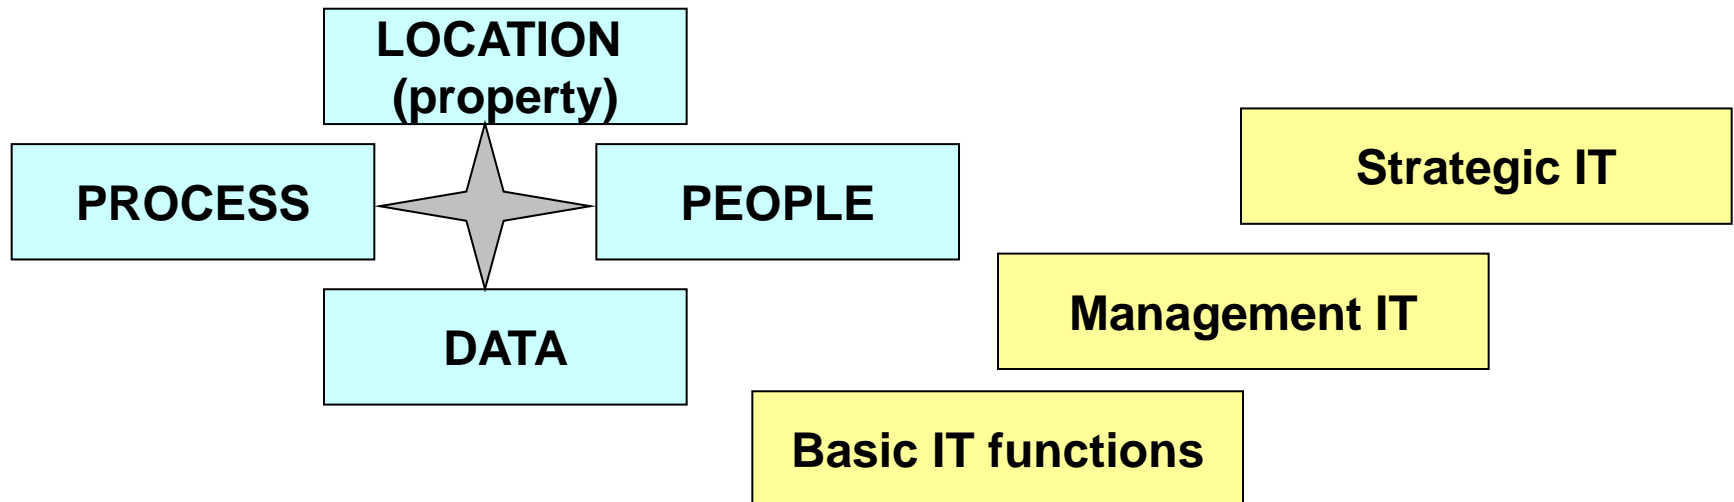 LOCATION
(property)
PROCESS
PEOPLE
DATA
Strategic IT
Management IT
Basic IT functions